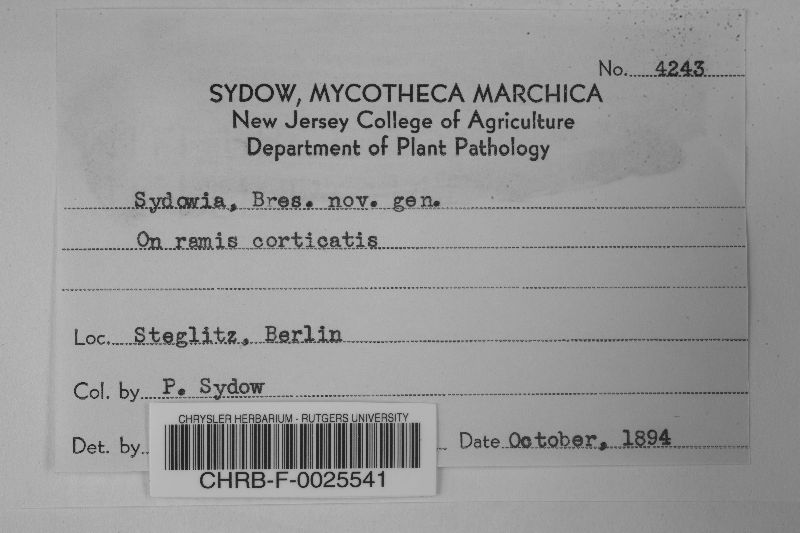 No. 4243
SYDOW, MYCOTHECA MARCHICA
New Jersey College of Agriculture
Department of Plant Pathology
Sydowia, Bres. nov. gen.
On ramis corticatis
Loc. Steglitz, Berlin
Col. by P. Sydow
CHRYSLER HERBARIUM - RUTGERS UNIVERSITY
Det. by
Date October, 1894
CHRB-F-0025541